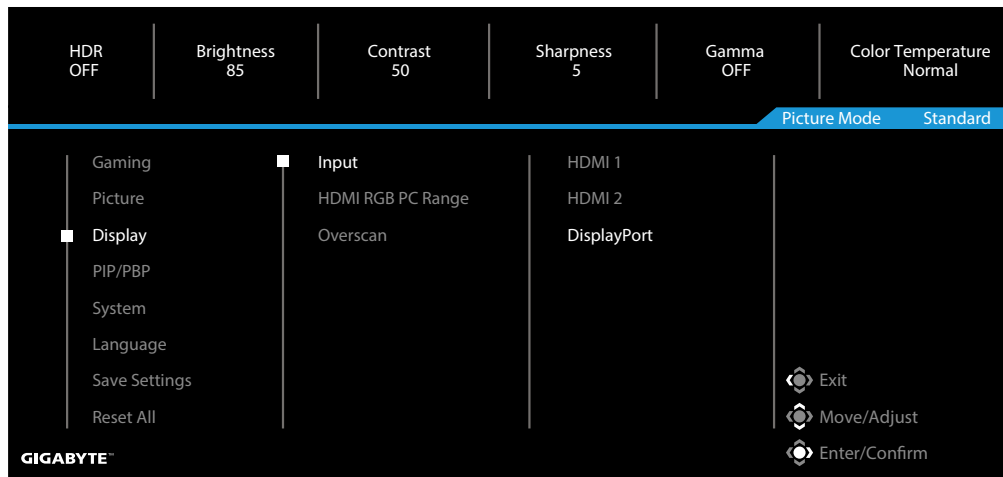 HDR Brightness Contrast Sharpness Gamma Color Temperature
OFF 85 50 5 OFF Normal
Picture Mode Standard
Gaming Input HDMI 1
Picture HDMI RGB PC Range HDMI 2
Display Overscan DisplayPort
PIP/PBP
System
Language
Save Settings Exit
Reset All Move/Adjust
GIGABYTE™ Enter/Confirm